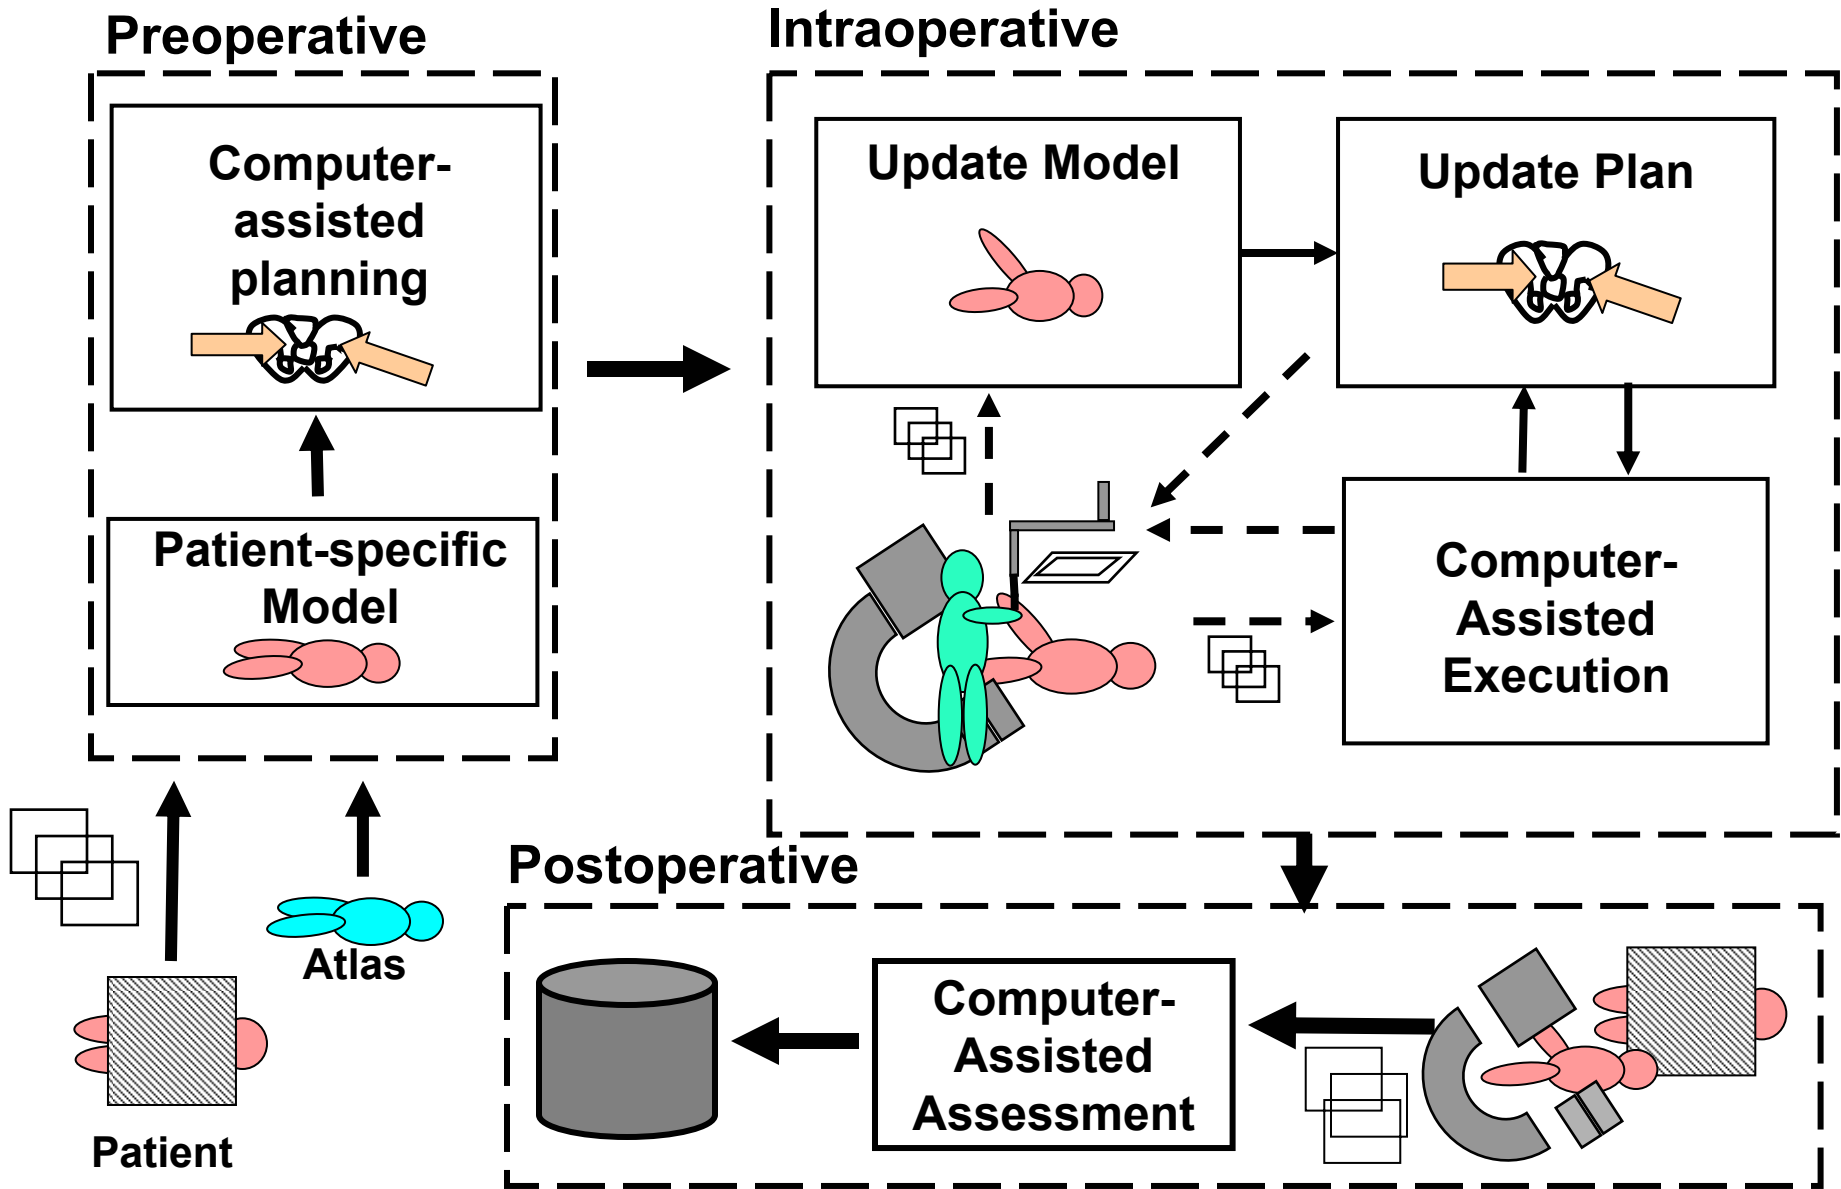 Preoperative
Computer-
assisted
planning
Patient-specific
Model
Atlas
Patient
Intraoperative
Update Model
Update Plan
Computer-
Assisted
Execution
Postoperative
Computer-
Assisted
Assessment